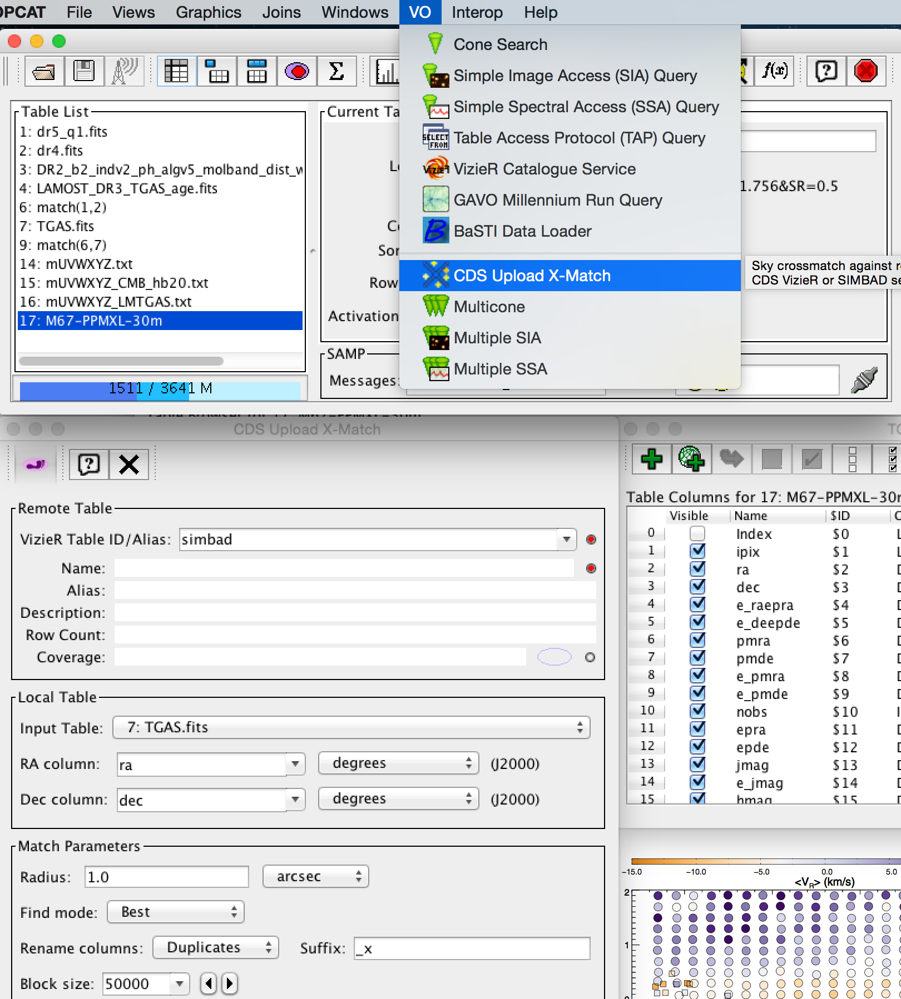 OPCAT File Views Graphics Joins Windows VO Interop Help
Cone Search
Simple Image Access (SIA) Query
Simple Spectral Access (SSA) Query
SELECT FROM
Table Access Protocol (TAP) Query
VizieR Catalogue Service
GAVO Millennium Run Query
BaSTI Data Loader
CDS Upload X-Match
Multicone
Multiple SIA
Multiple SSA
Sky crossmatch against
CDS VizieR or SIMBAD
Σ
f(x)
Table List
1: dr5_q1.fits
2: dr4.fits
3: DR2_b2_indv2_ph_algv5_molband_dist_w
4: LAMOST_DR3_TGAS_age.fits
6: match(1,2)
7: TGAS.fits
9: match(6,7)
14: mUVWXYZ.txt
15: mUVWXYZ_CMB_hb20.txt
16: mUVWXYZ_LMTGAS.txt
17: M67-PPMXL-30m
1511 / 3641 M
Current Ta
1.756&SR=0.5
Row
Activation
SAMP
Messages:
CDS Upload X-Match
Remote Table
VizieR Table ID/Alias: simbad
Name:
Alias:
Description:
Row Count:
Coverage:
Local Table
Input Table: 7: TGAS.fits
RA column: ra degrees (J2000)
Dec column: dec degrees (J2000)
Match Parameters
Radius: 1.0 arcsec
Find mode: Best
Rename columns: Duplicates Suffix: _x
Block size: 50000
Table Columns for 17: M67-PPMXL-30m
Visible Name $ID
0 Index $0
1 ipix $1
2 ra $2
3 dec $3
4 e_raepra $4
5 e_deepde $5
6 pmra $6
7 pmde $7
8 e_pmra $8
9 e_pmde $9
10 nobs $10
11 epra $11
12 epde $12
13 jmag $13
14 e_jmag $14
15 hmag $15
-15.0 -10.0 -5.0 0.0 5.0
<V_R> (km/s)
2
1
0